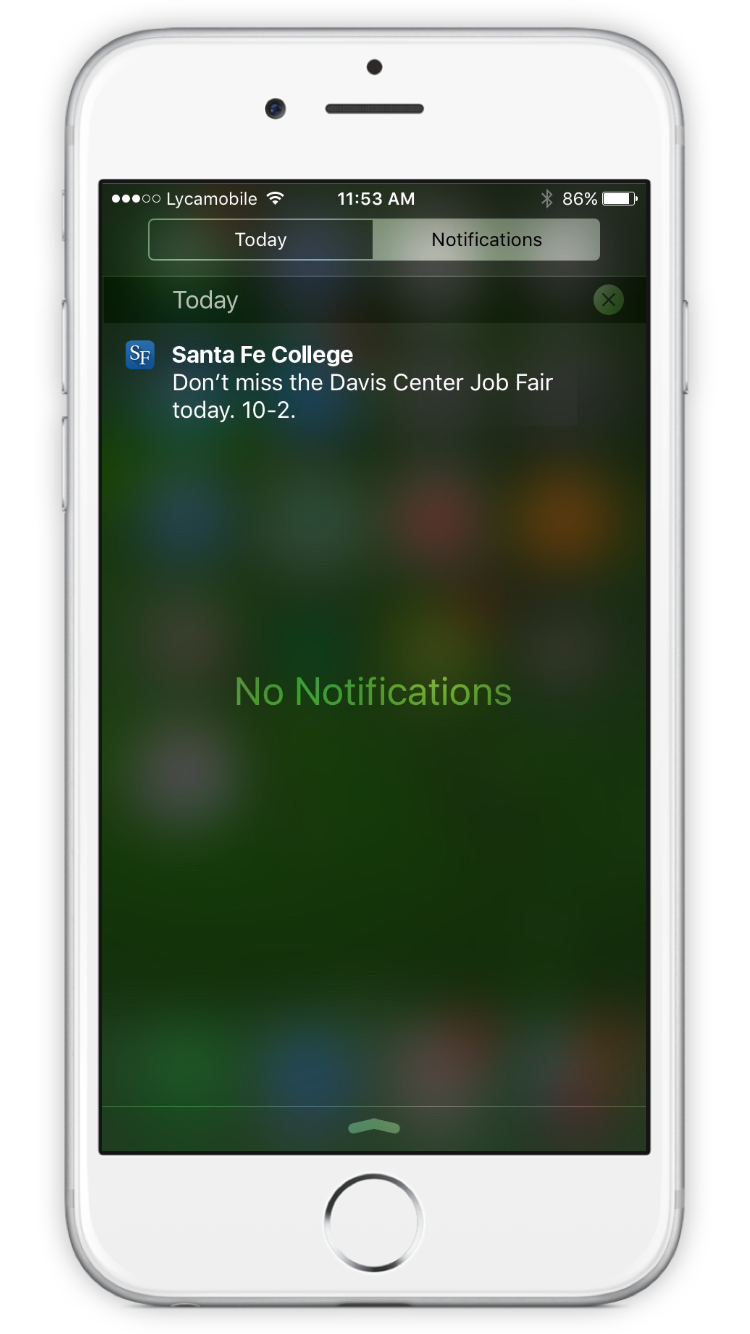 Lycamobile 11:53 AM 86%
Today Notifications
Today
SF Santa Fe College
Don’t miss the Davis Center Job Fair
today. 10-2.
No Notifications